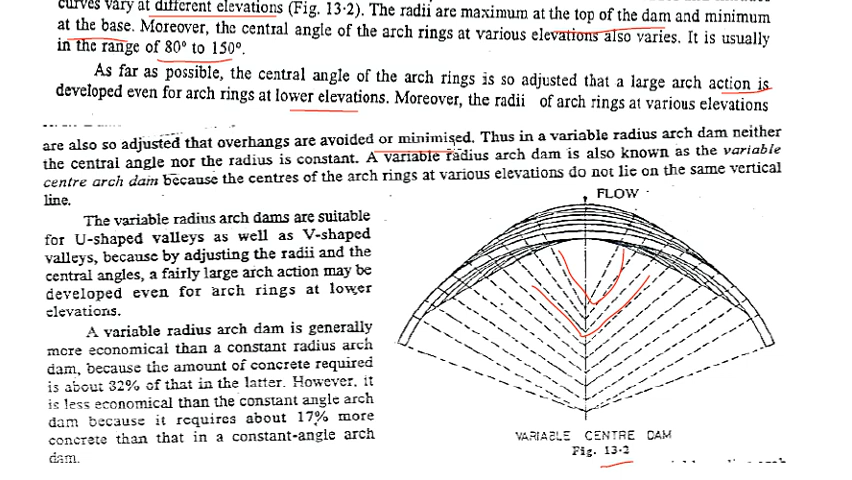 curves vary at different elevations (Fig. 13·2). The radii are maximum at the top of the dam and minimum
at the base. Moreover, the central angle of the arch rings at various elevations also varies. It is usually
in the range of 80° to 150°.
As far as possible, the central angle of the arch rings is so adjusted that a large arch action is
developed even for arch rings at lower elevations. Moreover, the radii of arch rings at various elevations
are also so adjusted that overhangs are avoided or minimised. Thus in a variable radius arch dam neither
the central angle nor the radius is constant. A variable radius arch dam is also known as the variable
centre arch dam because the centres of the arch rings at various elevations do not lie on the same vertical
line.
FLOW
The variable radius arch dams are suitable
for U-shaped valleys as well as V-shaped
valleys, because by adjusting the radii and the
central angles, a fairly large arch action may be
developed even for arch rings at lower
elevations.
A variable radius arch dam is generally
more economical than a constant radius arch
dam, because the amount of concrete required
is about 82% of that in the latter. However, it
is less economical than the constant angle arch
dam because it requires about 17% more
concrete than that in a constant-angle arch
dam.
VARIABLE CENTRE DAM
Fig. 13·2